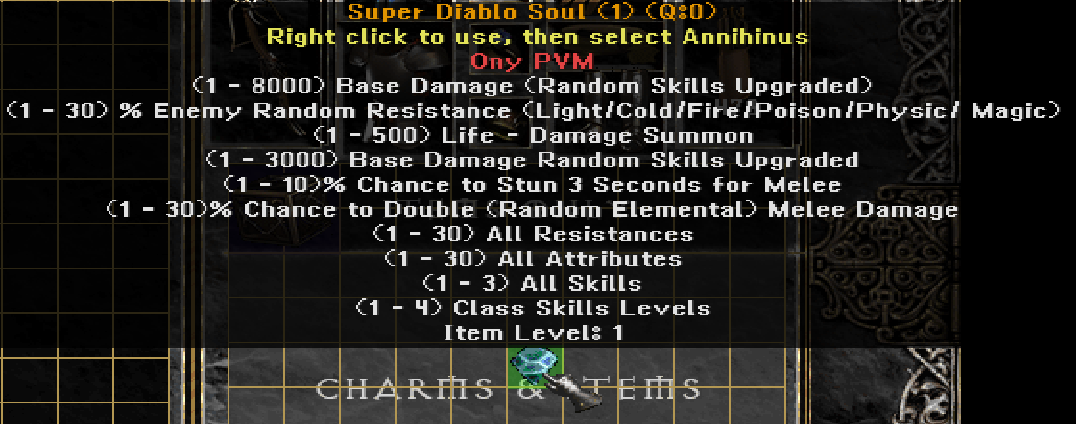 Super Diablo Soul (1) (Q:0)
Right click to use, then select Annihinus
Ony PVM
(1 - 8000) Base Damage (Random Skills Upgraded)
(1 - 30) % Enemy Random Resistance (Light/Cold/Fire/Poison/Physic/ Magic)
(1 - 500) Life - Damage Summon
(1 - 3000) Base Damage Random Skills Upgraded
(1 - 10)% Chance to Stun 3 Seconds for Melee
(1 - 30)% Chance to Double (Random Elemental) Melee Damage
(1 - 30) All Resistances
(1 - 30) All Attributes
(1 - 3) All Skills
(1 - 4) Class Skills Levels
Item Level: 1
CHARMS & ITEMS